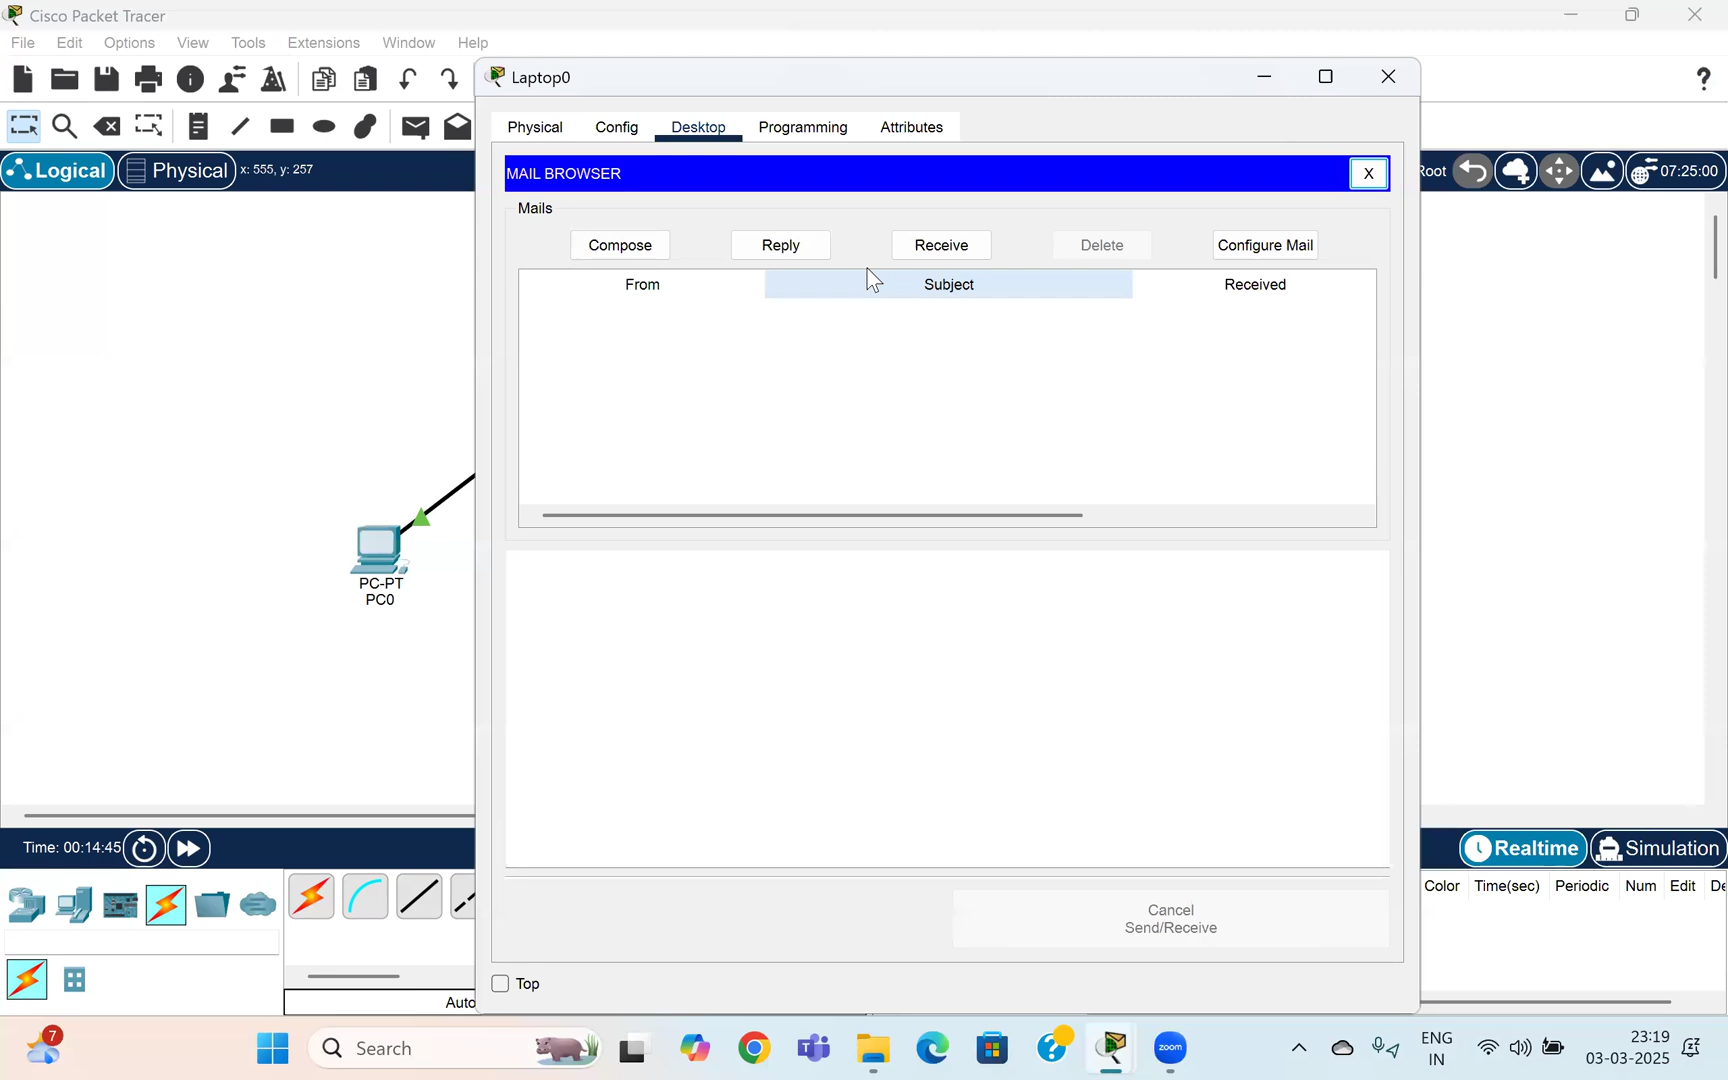 Cisco Packet Tracer
File Edit Options View Tools Extensions Window Help
Laptop0
?
Physical Config Desktop Programming Attributes
Logical Physical x: 555, y: 257
MAIL BROWSER X
Root 07:25:00
Mails
Compose Reply Receive Delete Configure Mail
From Subject Received
PC-PT
PC0
Time: 00:14:45
Realtime Simulation
Color Time(sec) Periodic Num Edit De
Cancel
Send/Receive
Top
Auto
7
Search
zoom
ENG
IN
23:19
03-03-2025